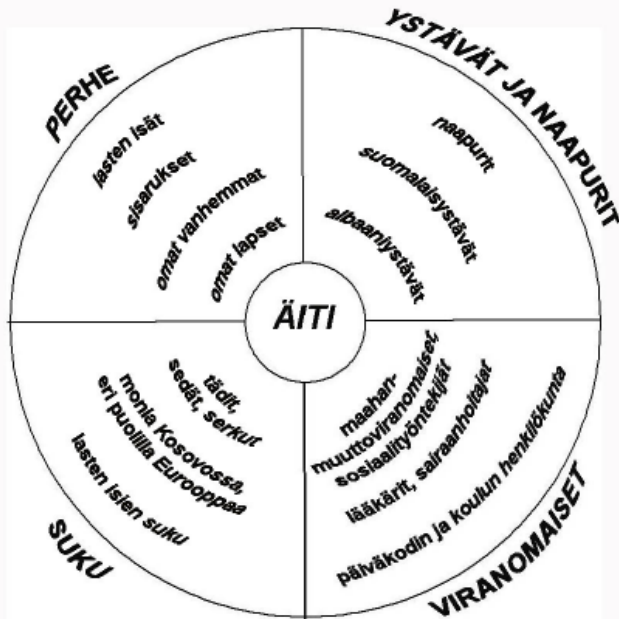 PERHE
lasten isät
sisarukset
omat vanhemmat
omat lapset
YSTÄVÄT JA NAAPURIT
naapurit
suomalaisystävät
albaaniystävät
ÄITI
tädit,
sedät, serkut
monia Kosovossa,
eri puolilla Eurooppaa
lasten isien suku
SUKU
maahan-
muuttoviranomaiset,
sosiaalityöntekijät
lääkärit, sairaanhoitajat
päiväkodin ja koulun henkilökunta
VIRANOMAISET